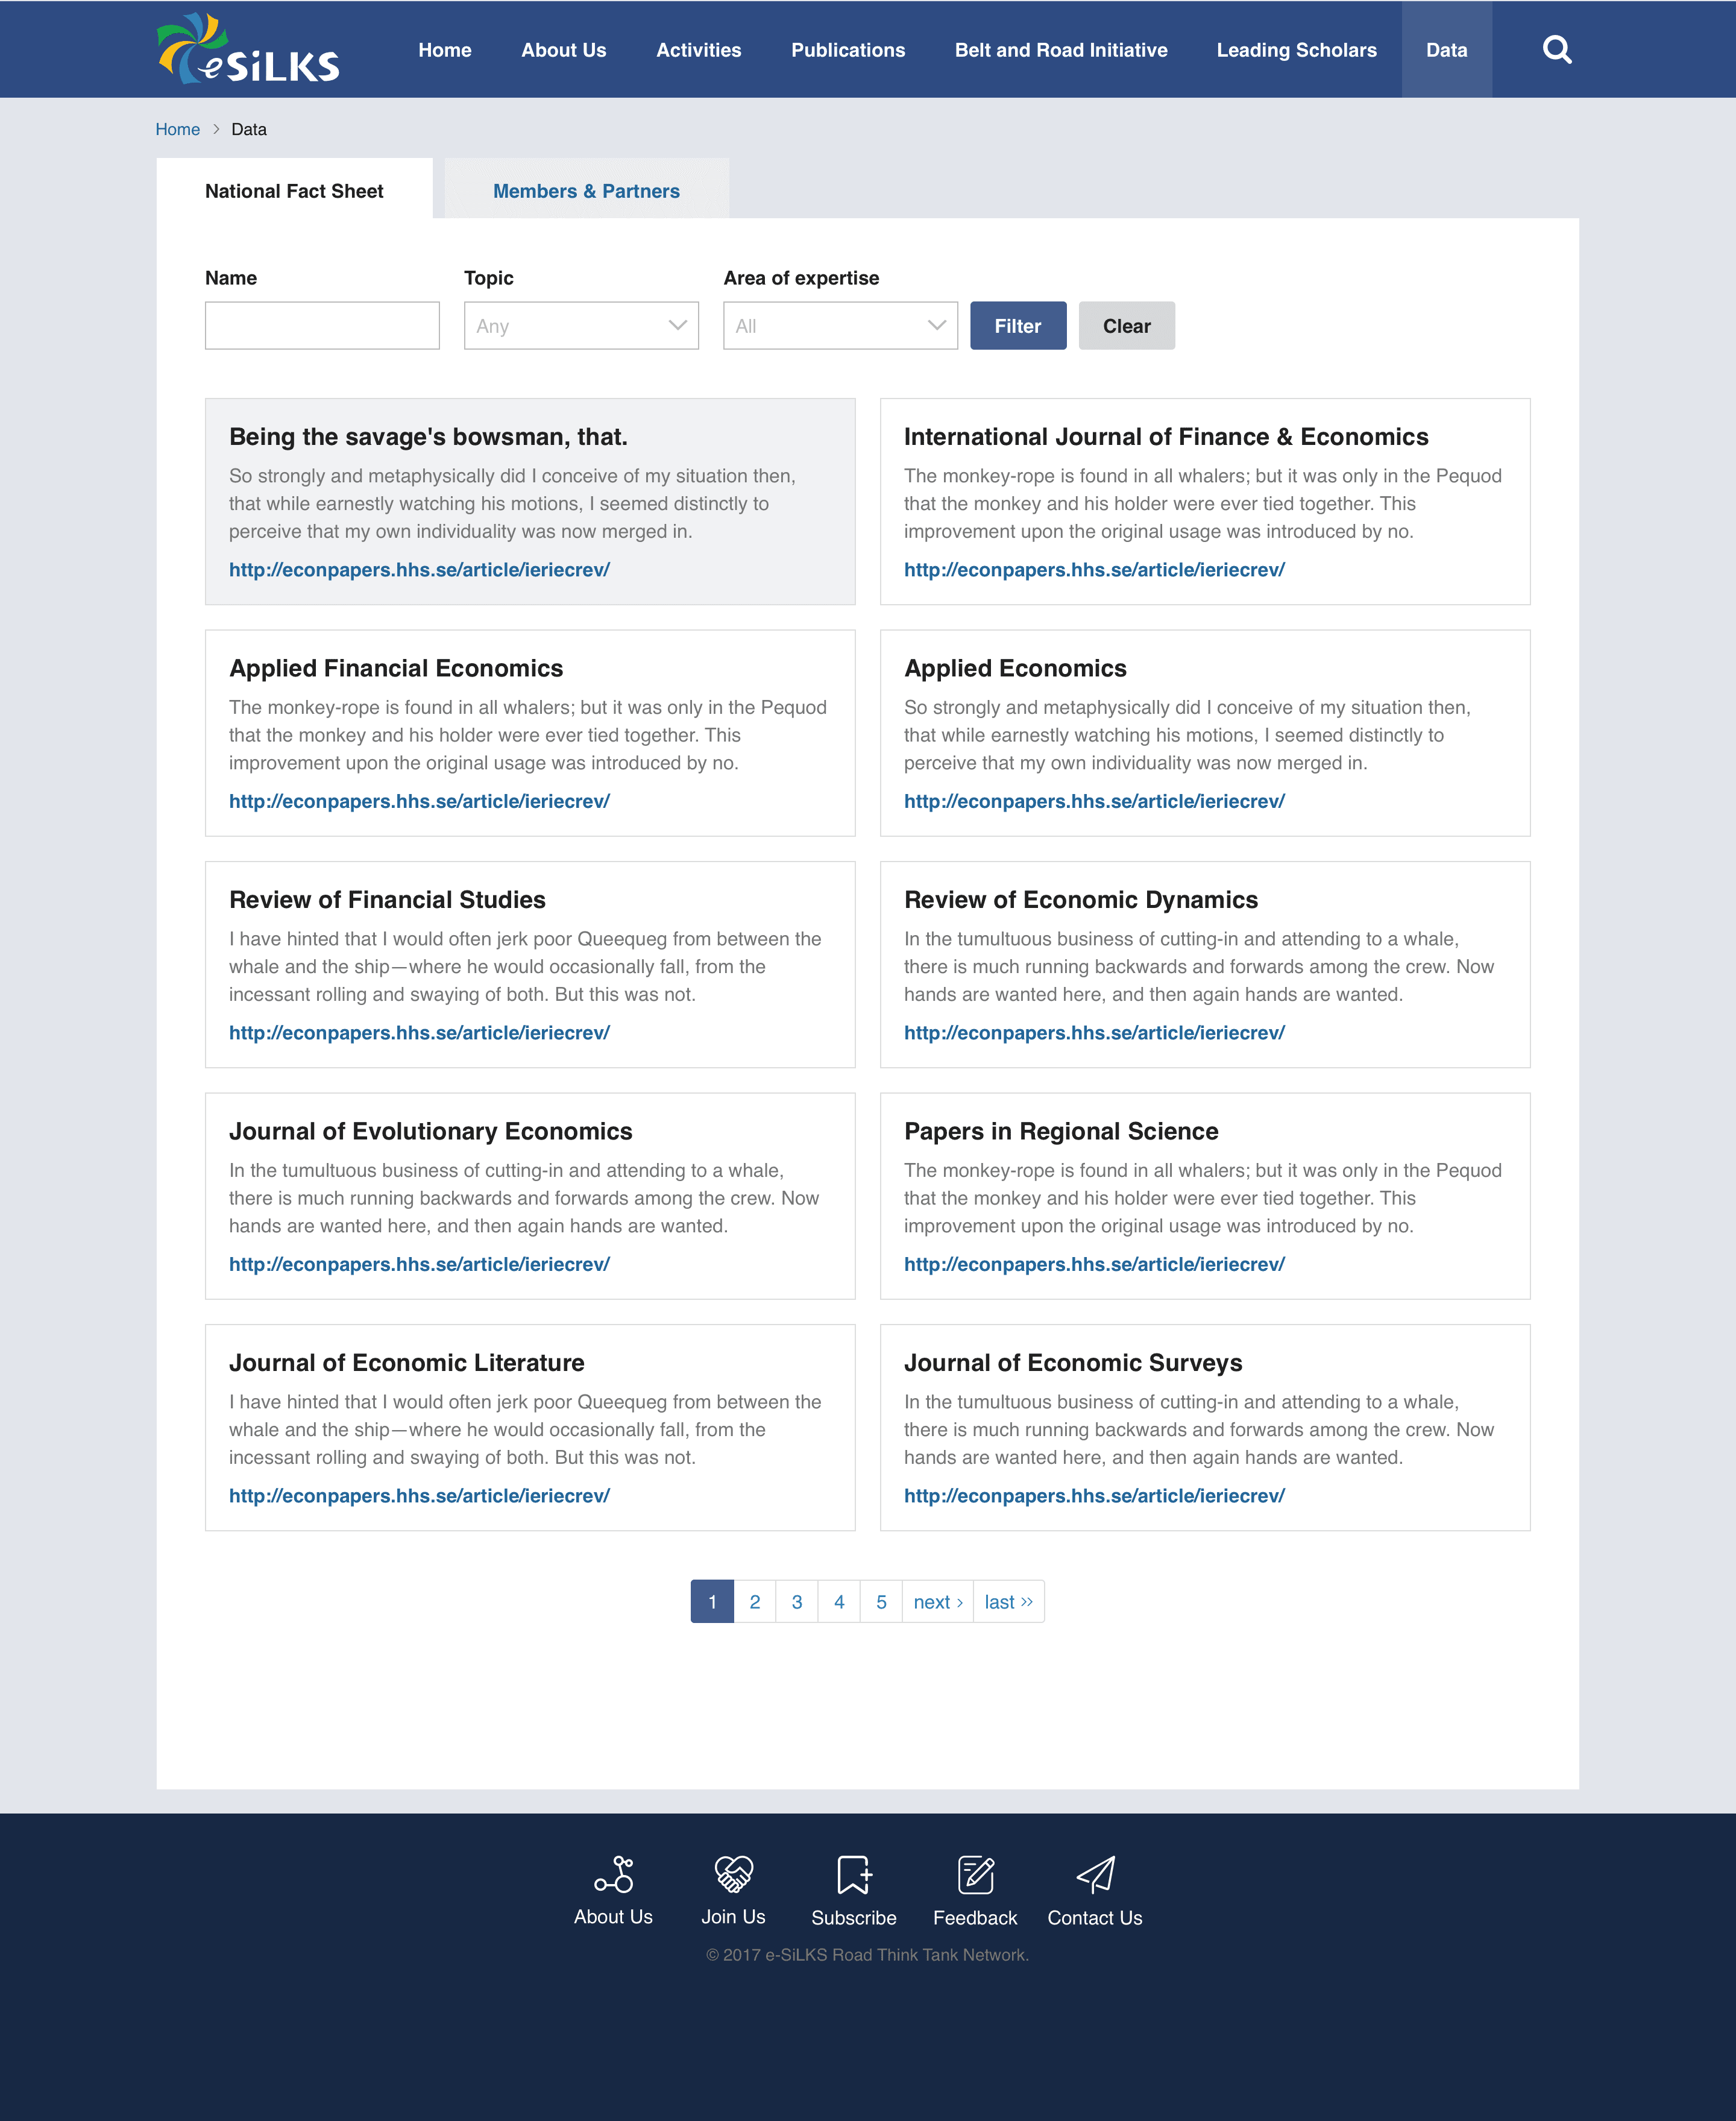 eSiLKS
Home About Us Activities Publications Belt and Road Initiative Leading Scholars Data
Home > Data
National Fact Sheet Members & Partners
Name Topic Area of expertise
Any All Filter Clear
Being the savage's bowsman, that.
So strongly and metaphysically did I conceive of my situation then,
that while earnestly watching his motions, I seemed distinctly to
perceive that my own individuality was now merged in.
http://econpapers.hhs.se/article/ieriecrev/
International Journal of Finance & Economics
The monkey-rope is found in all whalers; but it was only in the Pequod
that the monkey and his holder were ever tied together. This
improvement upon the original usage was introduced by no.
http://econpapers.hhs.se/article/ieriecrev/
Applied Financial Economics
The monkey-rope is found in all whalers; but it was only in the Pequod
that the monkey and his holder were ever tied together. This
improvement upon the original usage was introduced by no.
http://econpapers.hhs.se/article/ieriecrev/
Applied Economics
So strongly and metaphysically did I conceive of my situation then,
that while earnestly watching his motions, I seemed distinctly to
perceive that my own individuality was now merged in.
http://econpapers.hhs.se/article/ieriecrev/
Review of Financial Studies
I have hinted that I would often jerk poor Queequeg from between the
whale and the ship—where he would occasionally fall, from the
incessant rolling and swaying of both. But this was not.
http://econpapers.hhs.se/article/ieriecrev/
Review of Economic Dynamics
In the tumultuous business of cutting-in and attending to a whale,
there is much running backwards and forwards among the crew. Now
hands are wanted here, and then again hands are wanted.
http://econpapers.hhs.se/article/ieriecrev/
Journal of Evolutionary Economics
In the tumultuous business of cutting-in and attending to a whale,
there is much running backwards and forwards among the crew. Now
hands are wanted here, and then again hands are wanted.
http://econpapers.hhs.se/article/ieriecrev/
Papers in Regional Science
The monkey-rope is found in all whalers; but it was only in the Pequod
that the monkey and his holder were ever tied together. This
improvement upon the original usage was introduced by no.
http://econpapers.hhs.se/article/ieriecrev/
Journal of Economic Literature
I have hinted that I would often jerk poor Queequeg from between the
whale and the ship—where he would occasionally fall, from the
incessant rolling and swaying of both. But this was not.
http://econpapers.hhs.se/article/ieriecrev/
Journal of Economic Surveys
In the tumultuous business of cutting-in and attending to a whale,
there is much running backwards and forwards among the crew. Now
hands are wanted here, and then again hands are wanted.
http://econpapers.hhs.se/article/ieriecrev/
1 2 3 4 5 next › last ››
About Us Join Us Subscribe Feedback Contact Us
© 2017 e-SiLKS Road Think Tank Network.